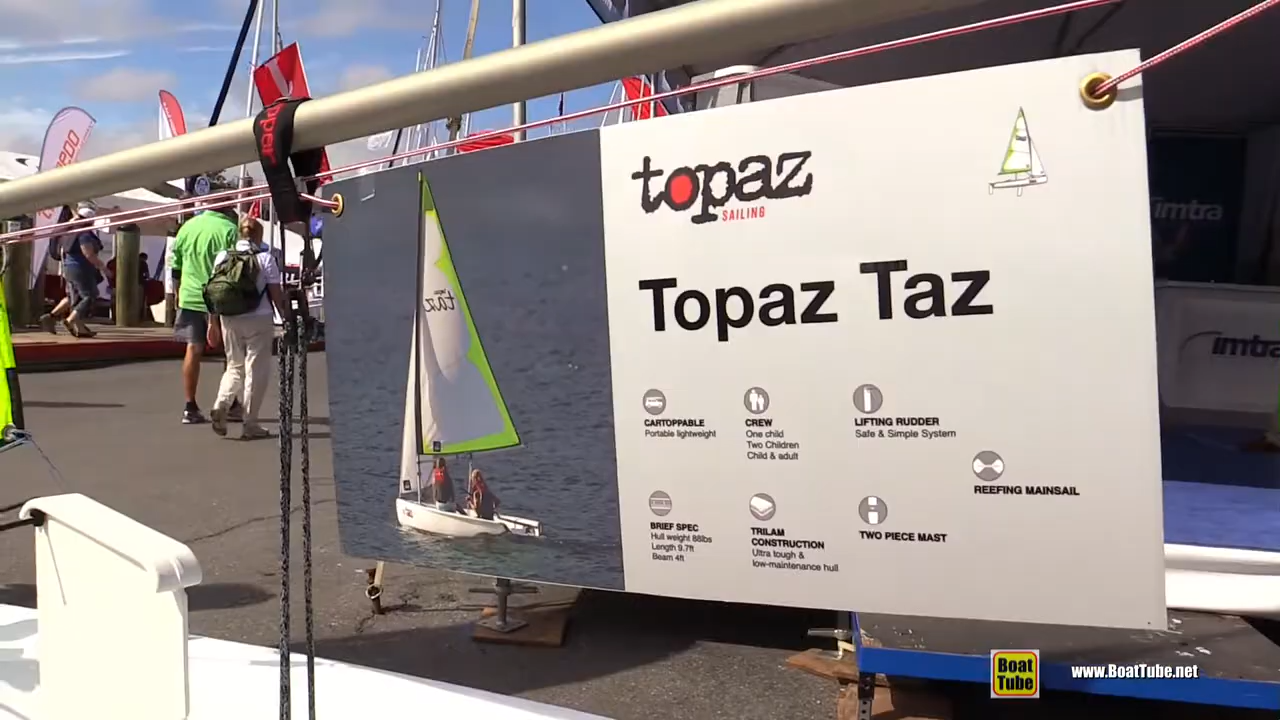 topaz
SAILING
Topaz Taz
CARTOPPABLE
Portable lightweight
CREW
One child
Two Children
Child & adult
LIFTING RUDDER
Safe & Simple System
REEFING MAINSAIL
BRIEF SPEC
Hull weight 88lbs
Length 9.7ft
Beam 4ft
TRILAM
CONSTRUCTION
Ultra tough &
low-maintenance hull
TWO PIECE MAST
taz
imtra
imtra
Boat
Tube
www.BoatTube.net